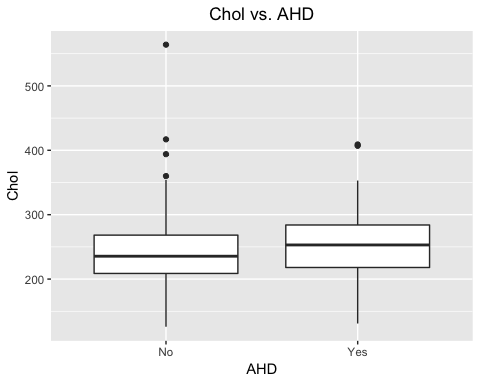 Chol vs. AHD
500
400
300
200
Chol
No Yes
AHD